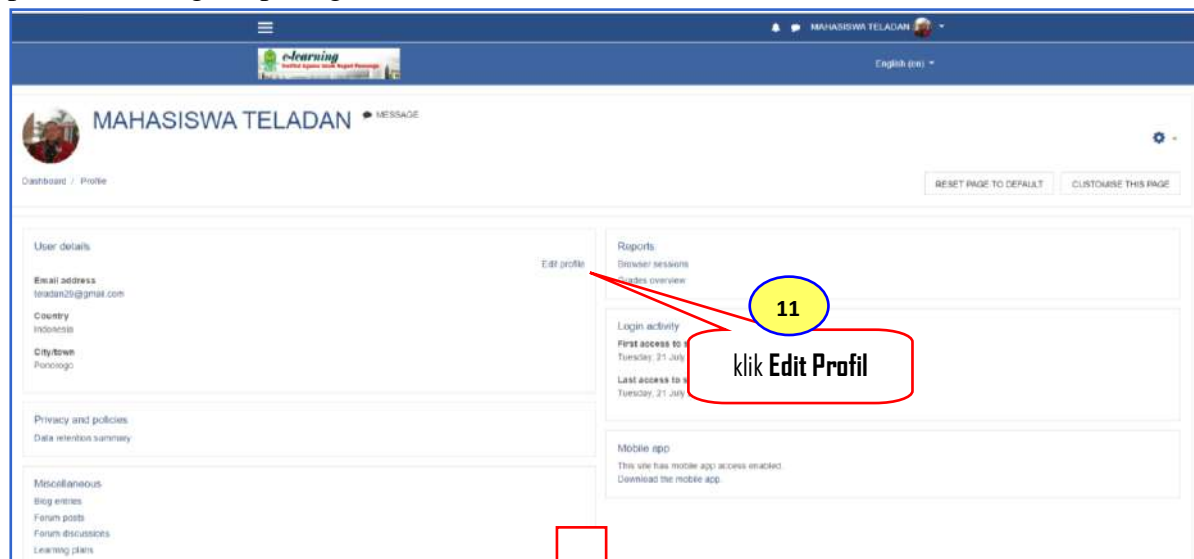 MAHASISWA TELADAN
e-learning
English (en)
MAHASISWA TELADAN MESSAGE
Dashboard / Profile
RESET PAGE TO DEFAULT
CUSTOMISE THIS PAGE
User details
Edit profile
Email address
teladan29@gmail.com
Country
Indonesia
City/town
Ponorogo
Privacy and policies
Data retention summary
Miscellaneous
Blog entries
Forum posts
Forum discussions
Learning plans
Reports
Browser sessions
Grades overview
11
klik Edit Profil
Login activity
First access to s
Tuesday, 21 July
Last access to s
Tuesday, 21 July
Mobile app
This site has mobile app access enabled.
Download the mobile app.